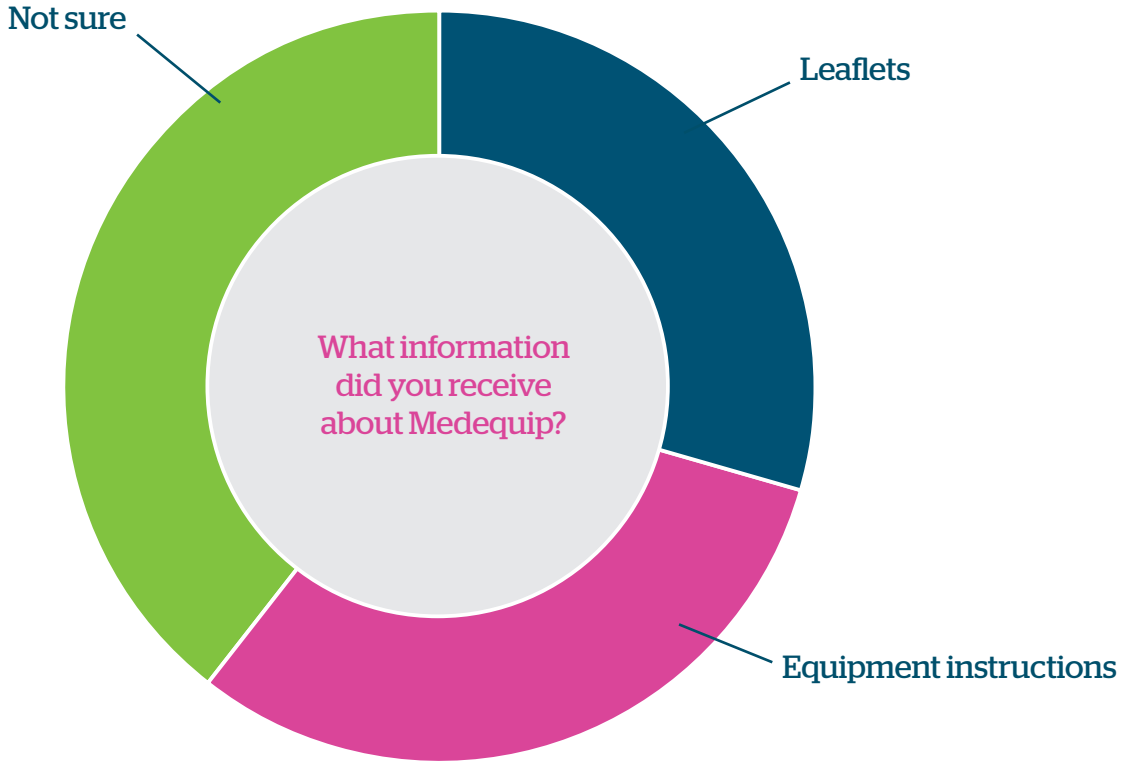 Not sure
Leaflets
What information
did you receive
about Medequip?
Equipment instructions